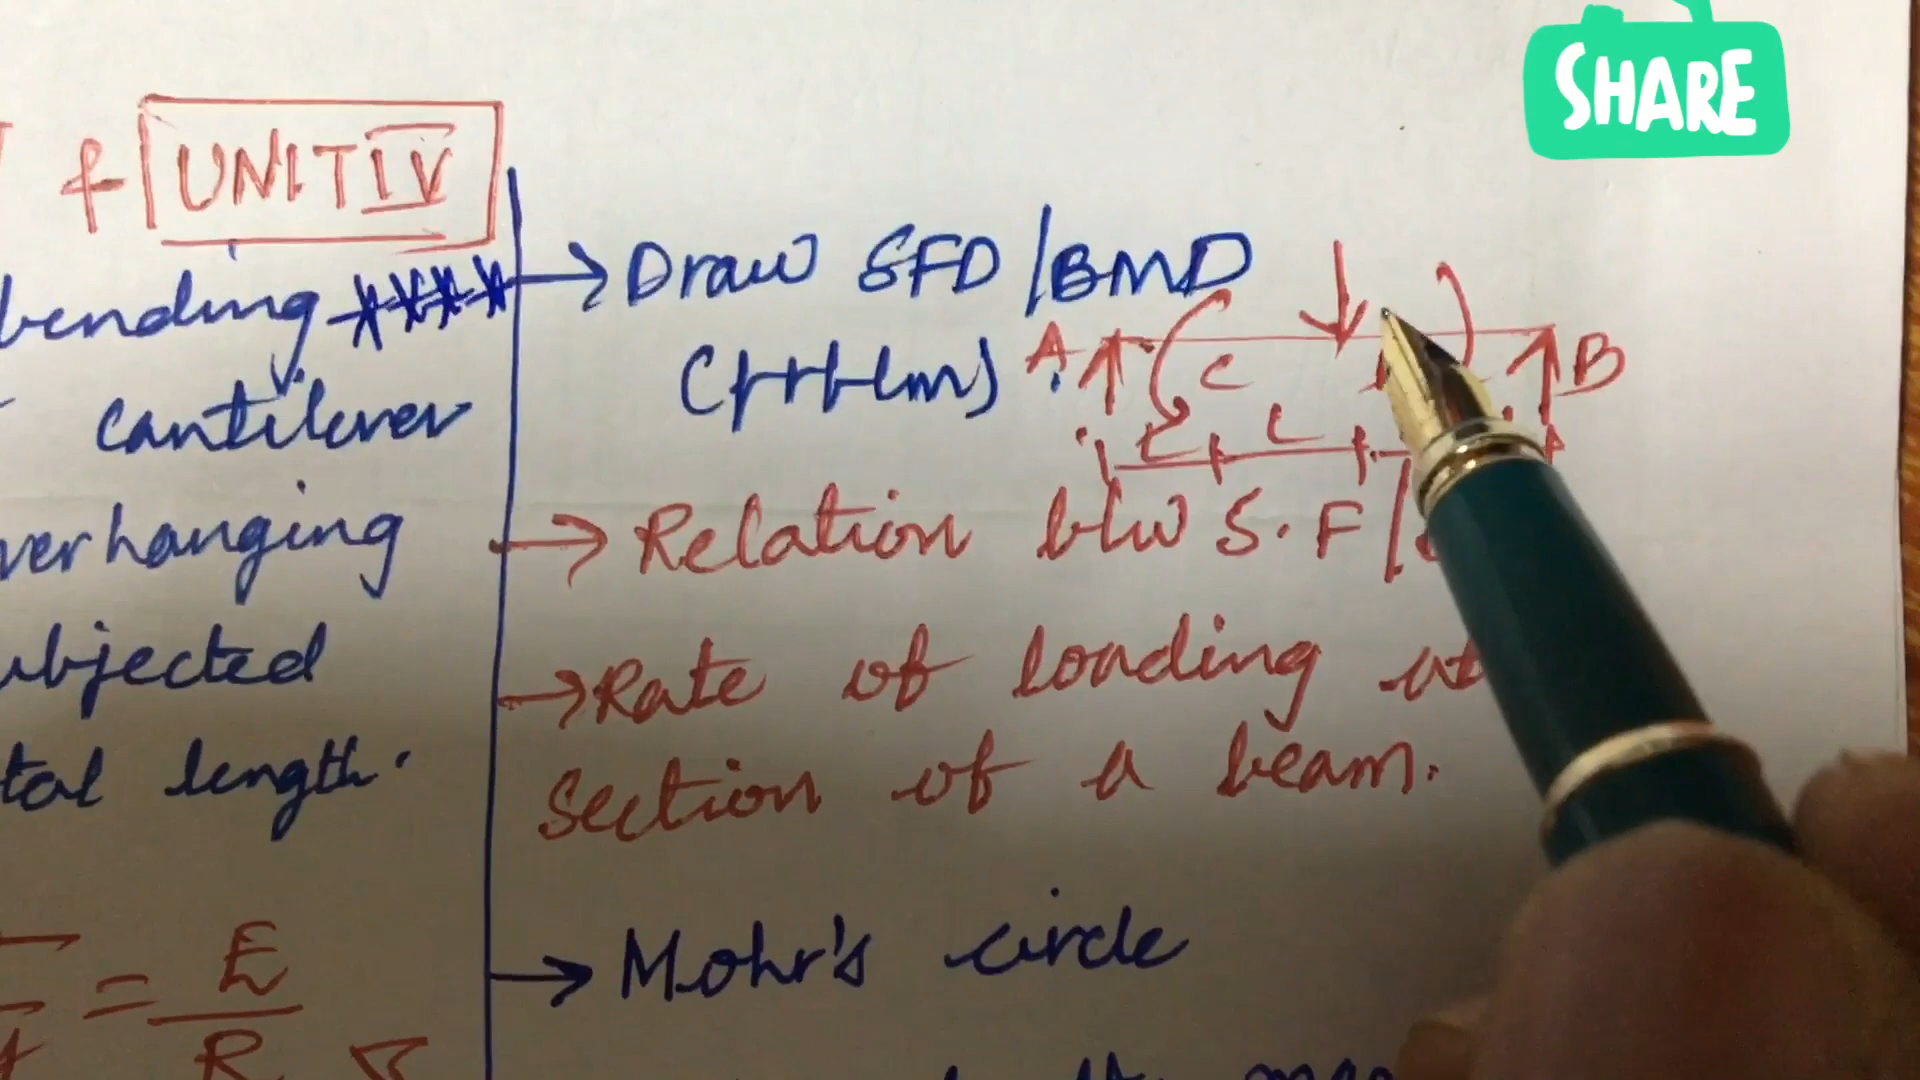 SHARE
& UNIT IV
bending ****
cantilever
verhanging
ubjected
tal length.
= E
R
→ Draw SFD/BMD
(prblms)
A C B
L L
→ Relation b/w S.F/
→ Rate of loading at
section of a beam.
→ Mohr's circle